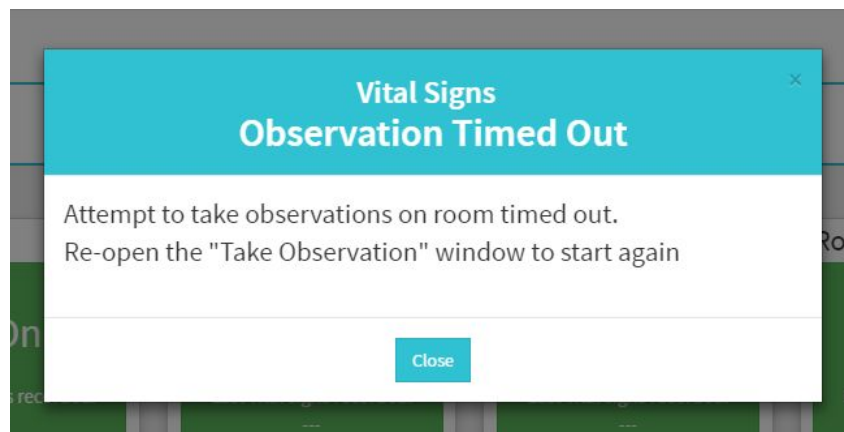 Vital Signs
×
Observation Timed Out
Attempt to take observations on room timed out.
Re-open the "Take Observation" window to start again
Close
---
---